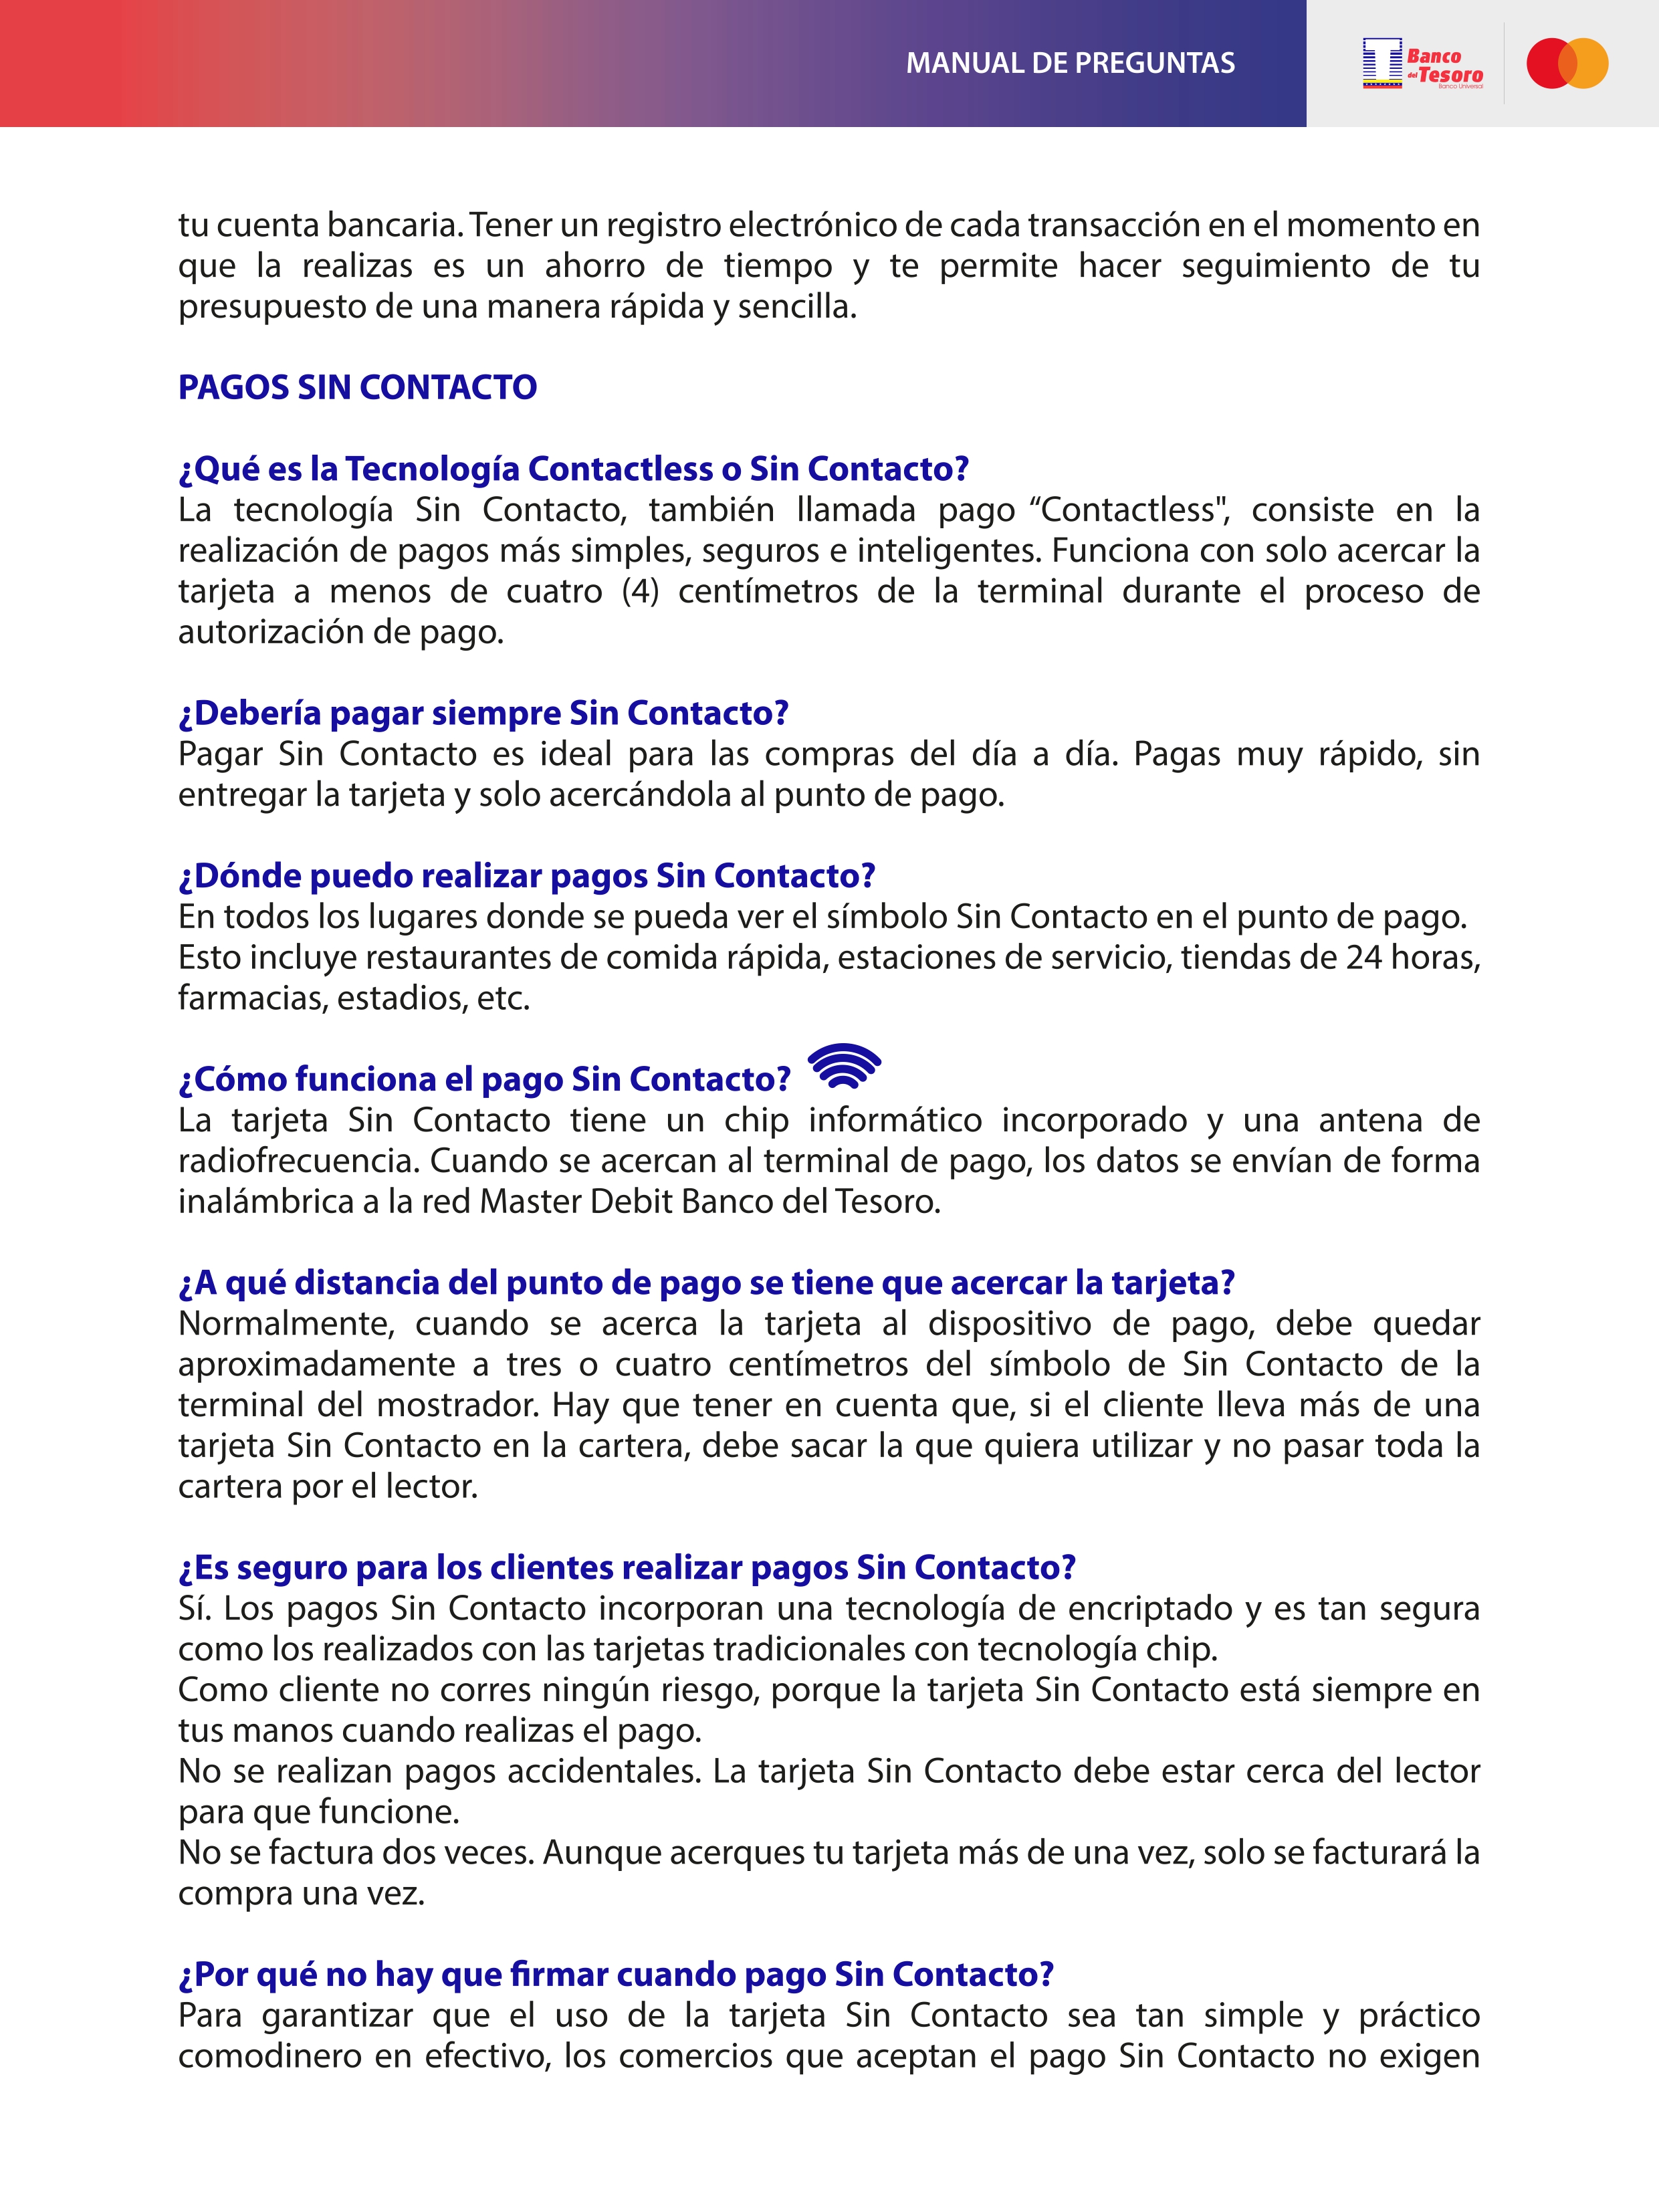 MANUAL DE PREGUNTAS
Banco
del Tesoro
Banco Universal
tu cuenta bancaria. Tener un registro electrónico de cada transacción en el momento en
que la realizas es un ahorro de tiempo y te permite hacer seguimiento de tu
presupuesto de una manera rápida y sencilla.
PAGOS SIN CONTACTO
¿Qué es la Tecnología Contactless o Sin Contacto?
La tecnología Sin Contacto, también llamada pago “Contactless", consiste en la
realización de pagos más simples, seguros e inteligentes. Funciona con solo acercar la
tarjeta a menos de cuatro (4) centímetros de la terminal durante el proceso de
autorización de pago.
¿Debería pagar siempre Sin Contacto?
Pagar Sin Contacto es ideal para las compras del día a día. Pagas muy rápido, sin
entregar la tarjeta y solo acercándola al punto de pago.
¿Dónde puedo realizar pagos Sin Contacto?
En todos los lugares donde se pueda ver el símbolo Sin Contacto en el punto de pago.
Esto incluye restaurantes de comida rápida, estaciones de servicio, tiendas de 24 horas,
farmacias, estadios, etc.
¿Cómo funciona el pago Sin Contacto?
La tarjeta Sin Contacto tiene un chip informático incorporado y una antena de
radiofrecuencia. Cuando se acercan al terminal de pago, los datos se envían de forma
inalámbrica a la red Master Debit Banco del Tesoro.
¿A qué distancia del punto de pago se tiene que acercar la tarjeta?
Normalmente, cuando se acerca la tarjeta al dispositivo de pago, debe quedar
aproximadamente a tres o cuatro centímetros del símbolo de Sin Contacto de la
terminal del mostrador. Hay que tener en cuenta que, si el cliente lleva más de una
tarjeta Sin Contacto en la cartera, debe sacar la que quiera utilizar y no pasar toda la
cartera por el lector.
¿Es seguro para los clientes realizar pagos Sin Contacto?
Sí. Los pagos Sin Contacto incorporan una tecnología de encriptado y es tan segura
como los realizados con las tarjetas tradicionales con tecnología chip.
Como cliente no corres ningún riesgo, porque la tarjeta Sin Contacto está siempre en
tus manos cuando realizas el pago.
No se realizan pagos accidentales. La tarjeta Sin Contacto debe estar cerca del lector
para que funcione.
No se factura dos veces. Aunque acerques tu tarjeta más de una vez, solo se facturará la
compra una vez.
¿Por qué no hay que firmar cuando pago Sin Contacto?
Para garantizar que el uso de la tarjeta Sin Contacto sea tan simple y práctico
comodinero en efectivo, los comercios que aceptan el pago Sin Contacto no exigen